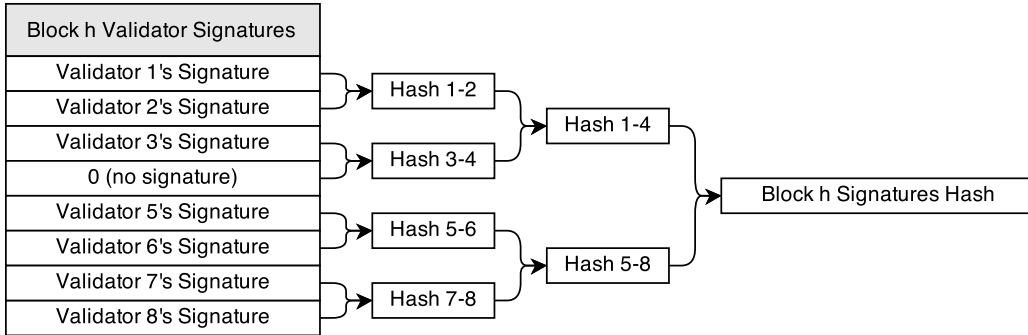 Block h Validator Signatures
Validator 1's Signature
Validator 2's Signature
Validator 3's Signature
0 (no signature)
Validator 5's Signature
Validator 6's Signature
Validator 7's Signature
Validator 8's Signature
Hash 1-2
Hash 3-4
Hash 5-6
Hash 7-8
Hash 1-4
Hash 5-8
Block h Signatures Hash